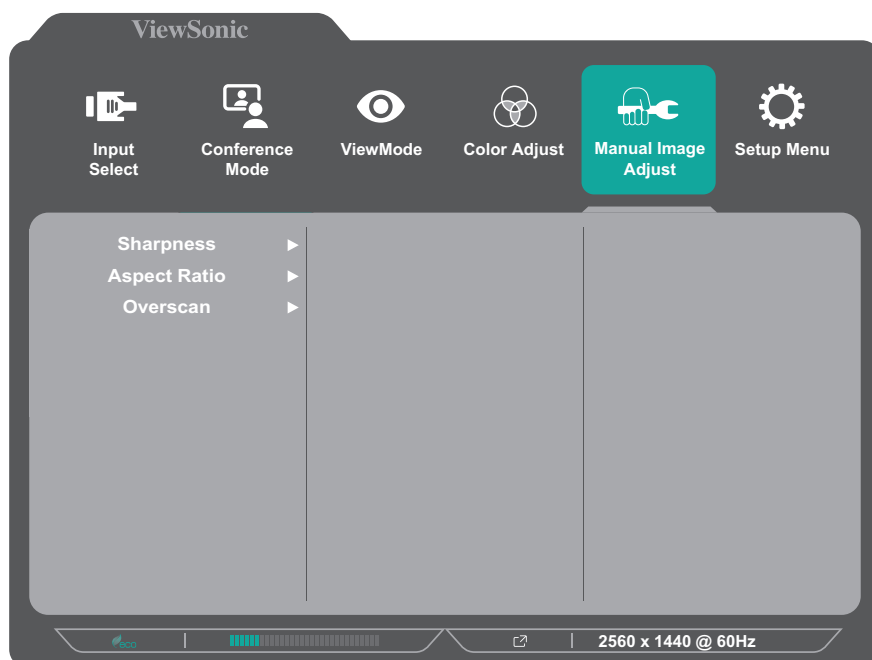 ViewSonic
Input
Select
Conference
Mode
ViewMode
Color Adjust
Manual Image
Adjust
Setup Menu
Sharpness
Aspect Ratio
Overscan
eco
2560 x 1440 @ 60Hz